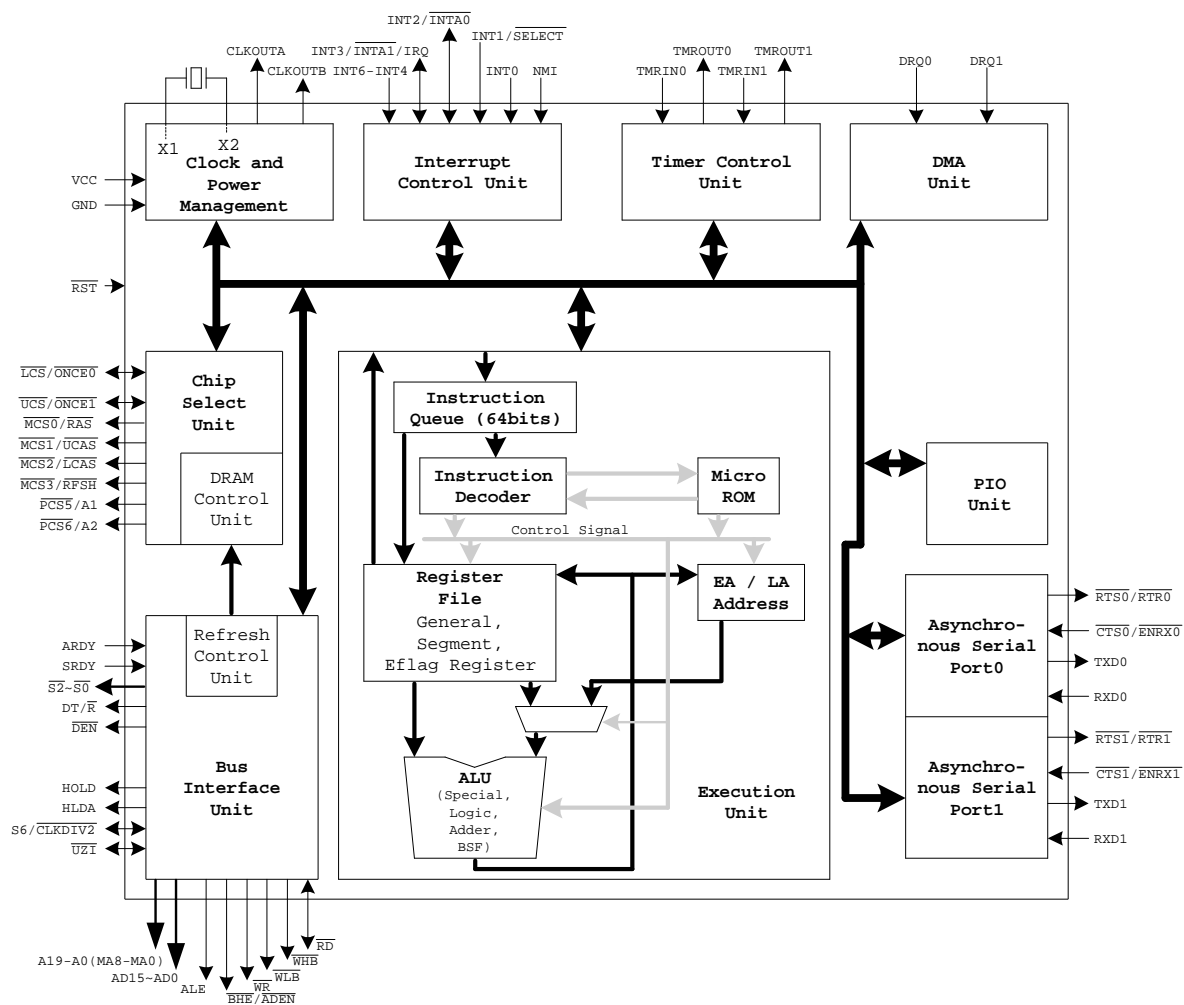 INT2/INTA0
CLKOUTA
INT3/INTA1/IRQ
INT1/SELECT
TMROUT0
TMROUT1
CLKOUTB
INT6-INT4
INT0
NMI
TMRIN0
TMRIN1
DRQ0
DRQ1
X1
X2
Clock and
Power
Management
Interrupt
Control Unit
Timer Control
Unit
DMA
Unit
VCC
GND
RST
LCS/ONCE0
UCS/ONCE1
MCS0/RAS
MCS1/UCAS
MCS2/LCAS
MCS3/RFSH
PCS5/A1
PCS6/A2
Chip
Select
Unit
DRAM
Control
Unit
Instruction
Queue (64bits)
Instruction
Decoder
Micro
ROM
Control Signal
Register
File
General,
Segment,
Eflag Register
EA / LA
Address
PIO
Unit
ARDY
SRDY
S2~S0
DT/R
DEN
HOLD
HLDA
S6/CLKDIV2
UZI
Refresh
Control
Unit
Bus
Interface
Unit
ALU
(Special,
Logic,
Adder,
BSF)
Execution
Unit
Asynchro-
nous Serial
Port0
Asynchro-
nous Serial
Port1
RTS0/RTR0
CTS0/ENRX0
TXD0
RXD0
RTS1/RTR1
CTS1/ENRX1
TXD1
RXD1
A19-A0(MA8-MA0)
AD15~AD0
ALE
BHE/ADEN
WR
WLB
WHB
RD